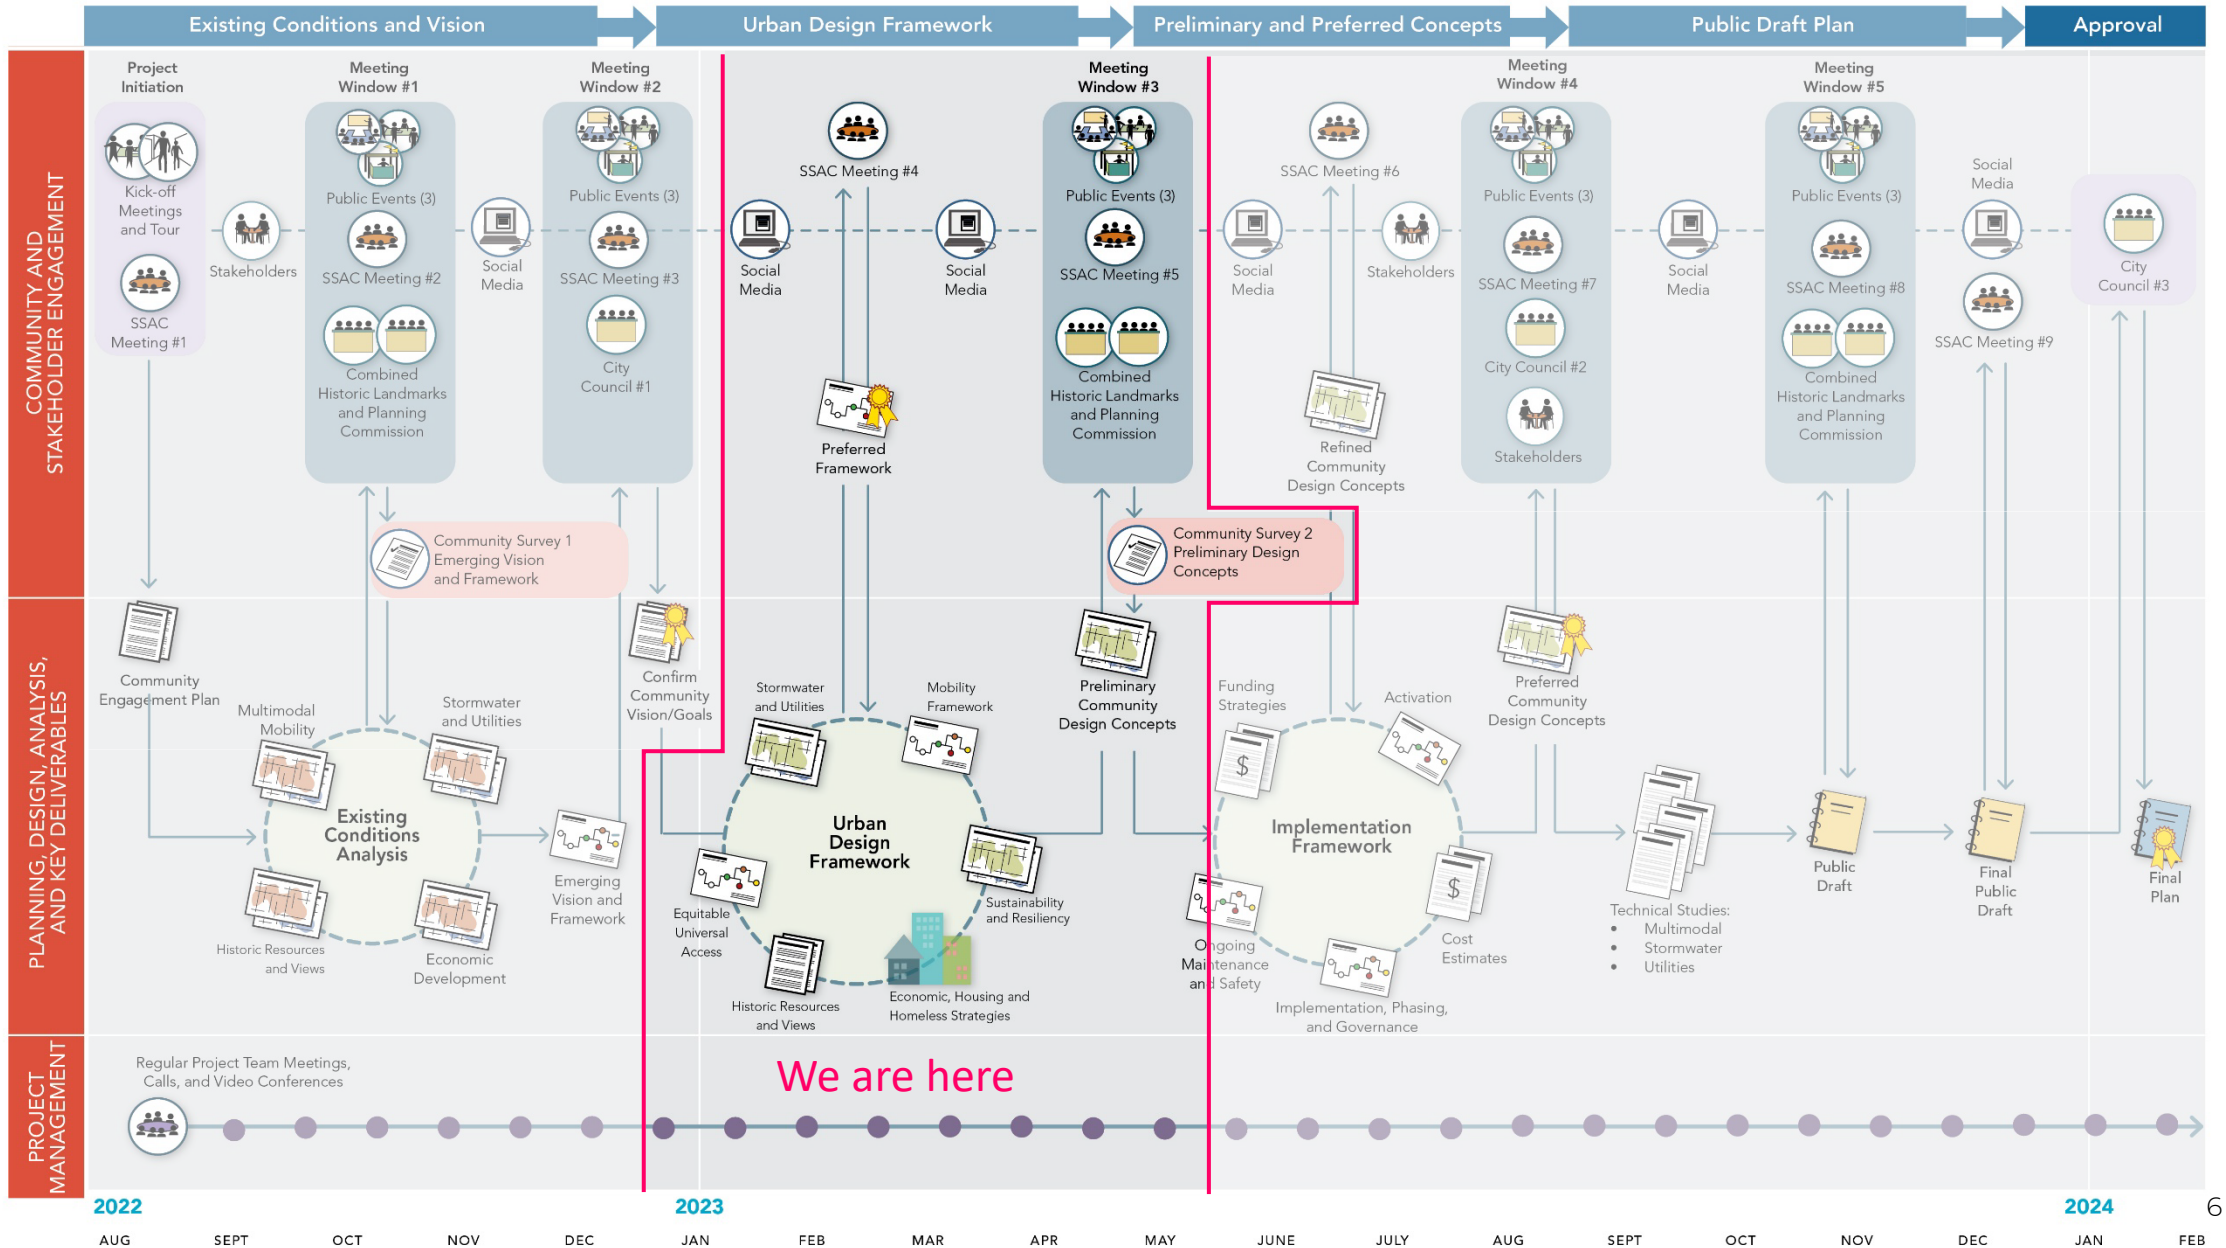 Existing Conditions and Vision
Urban Design Framework
Preliminary and Preferred Concepts
Public Draft Plan
Approval
COMMUNITY AND
STAKEHOLDER ENGAGEMENT
Project
Initiation
Kick-off
Meetings
and Tour
SSAC
Meeting #1
Stakeholders
Meeting
Window #1
Public Events (3)
SSAC Meeting #2
Combined
Historic Landmarks
and Planning
Commission
Social
Media
Meeting
Window #2
Public Events (3)
SSAC Meeting #3
City
Council #1
Community Survey 1
Emerging Vision
and Framework
Social
Media
SSAC Meeting #4
Preferred
Framework
Social
Media
Meeting
Window #3
Public Events (3)
SSAC Meeting #5
Combined
Historic Landmarks
and Planning
Commission
Community Survey 2
Preliminary Design
Concepts
Social
Media
SSAC Meeting #6
Refined
Community
Design Concepts
Stakeholders
Meeting
Window #4
Public Events (3)
SSAC Meeting #7
City Council #2
Stakeholders
Social
Media
Meeting
Window #5
Public Events (3)
SSAC Meeting #8
Combined
Historic Landmarks
and Planning
Commission
Social
Media
SSAC Meeting #9
City
Council #3
PLANNING, DESIGN, ANALYSIS,
AND KEY DELIVERABLES
Community
Engagement Plan
Multimodal
Mobility
Stormwater
and Utilities
Existing
Conditions
Analysis
Historic Resources
and Views
Economic
Development
Emerging
Vision and
Framework
Confirm
Community
Vision/Goals
Stormwater
and Utilities
Mobility
Framework
Urban
Design
Framework
Equitable
Universal
Access
Sustainability
and Resiliency
Historic Resources
and Views
Economic, Housing and
Homeless Strategies
Preliminary
Community
Design Concepts
Funding
Strategies
$
Activation
Implementation
Framework
$
Ongoing
Maintenance
and Safety
Cost
Estimates
Implementation, Phasing,
and Governance
Preferred
Community
Design Concepts
Technical Studies:
• Multimodal
• Stormwater
• Utilities
Public
Draft
Final
Public
Draft
Final
Plan
PROJECT
MANAGEMENT
Regular Project Team Meetings,
Calls, and Video Conferences
We are here
2022
2023
2024
6
AUG SEPT OCT NOV DEC JAN FEB MAR APR MAY JUNE JULY AUG SEPT OCT NOV DEC JAN FEB